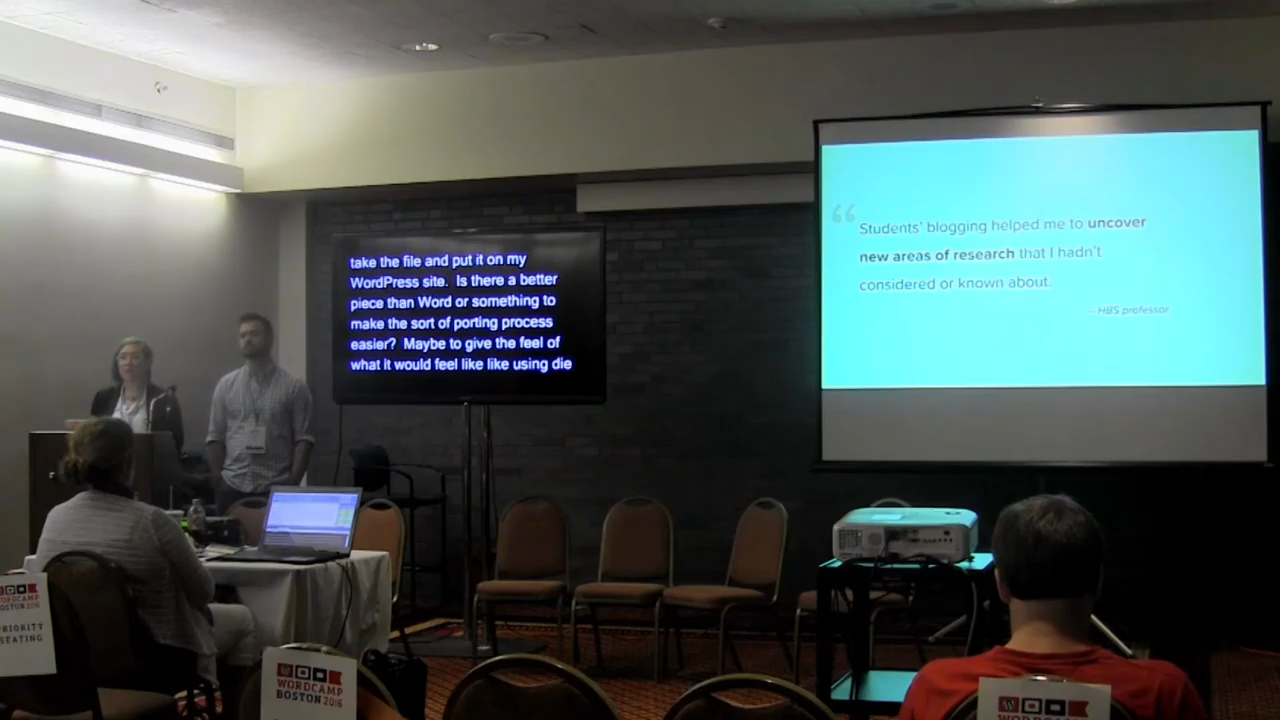 take the file and put it on my
WordPress site. Is there a better
piece than Word or something to
make the sort of porting process
easier? Maybe to give the feel of
what it would feel like like using die
“
Students' blogging helped me to uncover
new areas of research that I hadn't
considered or known about.
– HBS professor
WORDCAMP
BOSTON 2016
PRIORITY
SEATING
WORDCAMP
BOSTON 2016
WORDCAMP